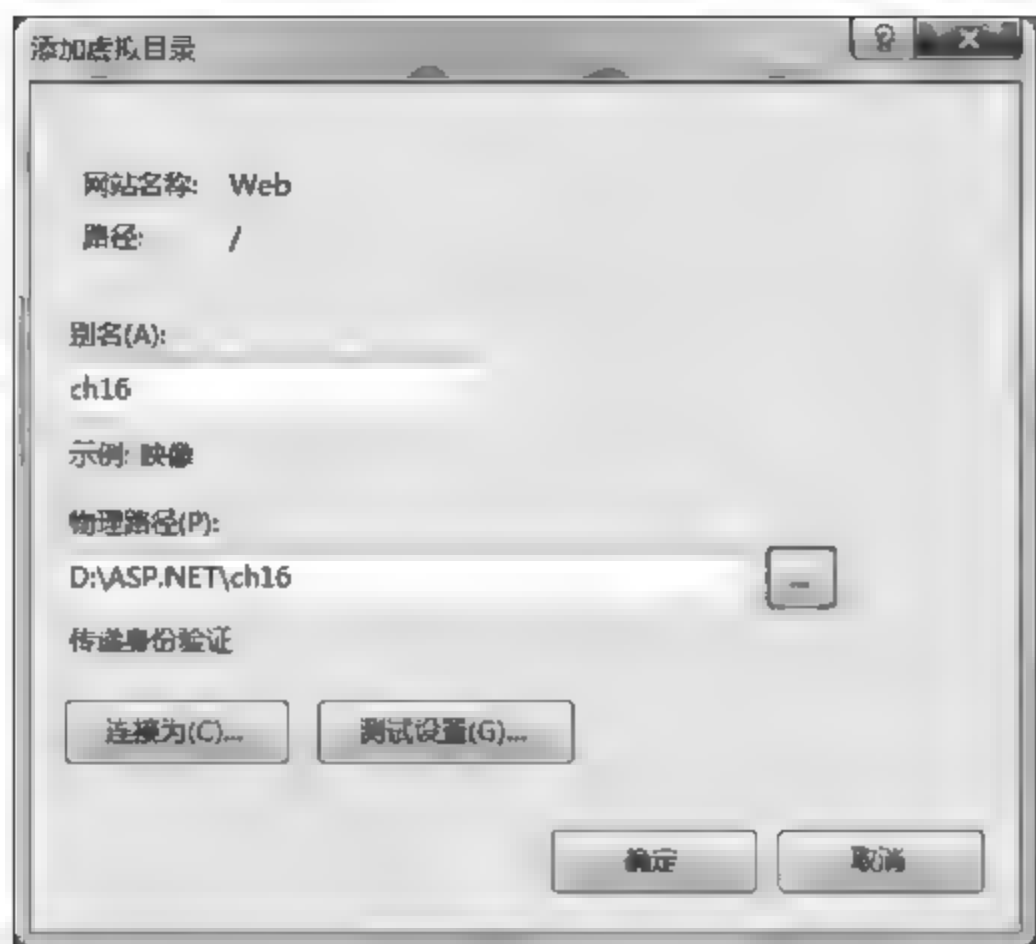 添加虚拟目录
网站名称: Web
路径: /
别名(A):
ch16
示例: 映像
物理路径(P):
D:\ASP.NET\ch16
...
传递身份验证
连接为(C)...
测试设置(G)...
确定
取消